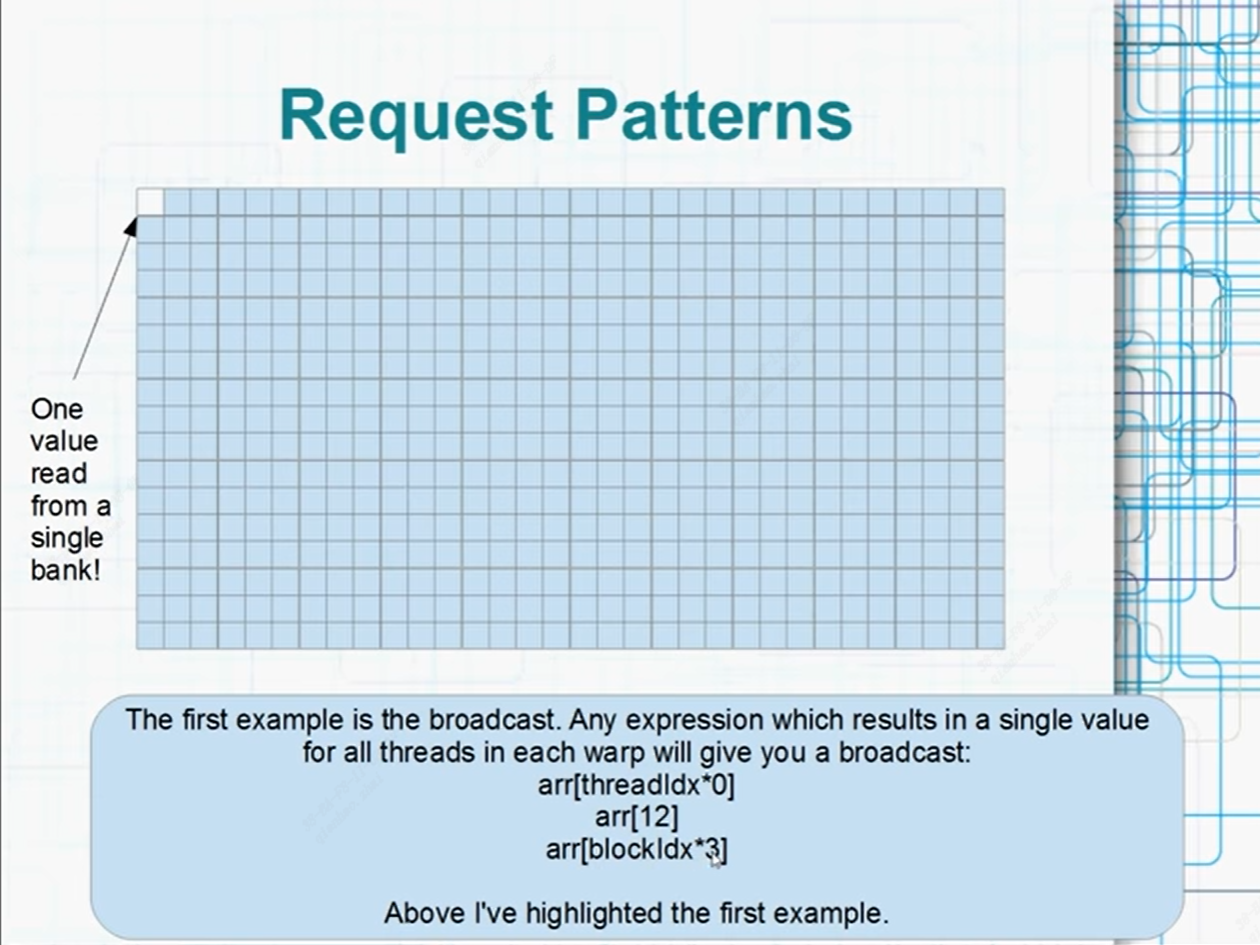 Request Patterns
One
value
read
from a
single
bank!
The first example is the broadcast. Any expression which results in a single value
for all threads in each warp will give you a broadcast:
arr[threadIdx*0]
arr[12]
arr[blockIdx*3]
Above I've highlighted the first example.